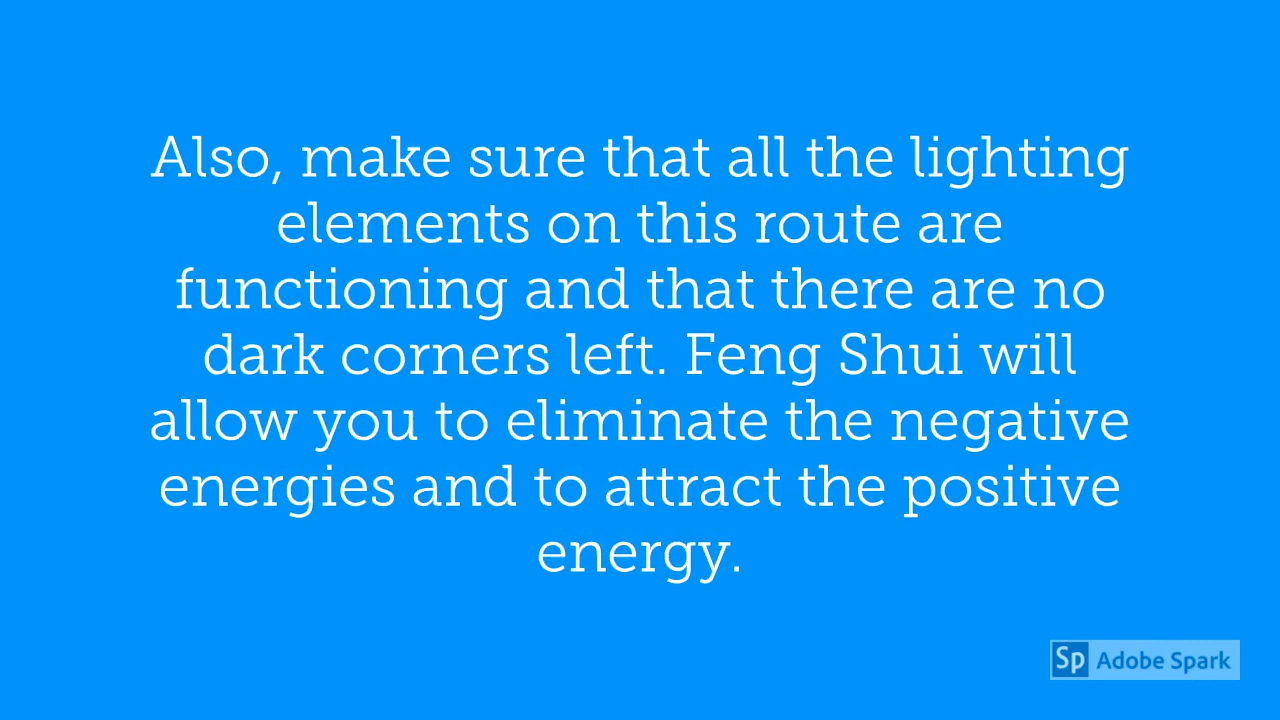 Also, make sure that all the lighting
elements on this route are
functioning and that there are no
dark corners left. Feng Shui will
allow you to eliminate the negative
energies and to attract the positive
energy.
Sp Adobe Spark